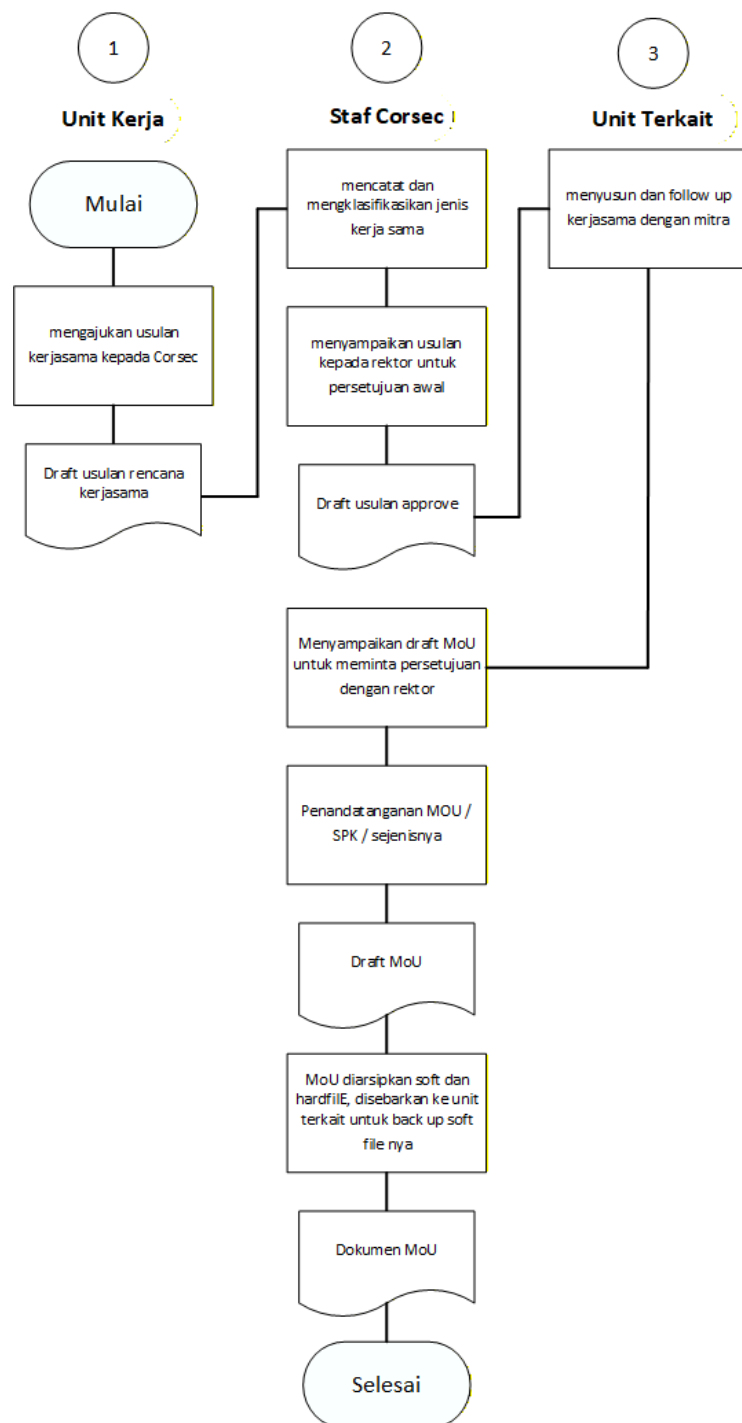 1
2
3
Unit Kerja
Staf Corsec
Unit Terkait
Mulai
mengajukan usulan
kerjasama kepada Corsec
Draft usulan rencana
kerjasama
mencatat dan
mengklasifikasikan jenis
kerja sama
menyampaikan usulan
kepada rektor untuk
persetujuan awal
Draft usulan approve
menyusun dan follow up
kerjasama dengan mitra
Menyampaikan draft MoU
untuk meminta persetujuan
dengan rektor
Penandatanganan MOU /
SPK / sejenisnya
Draft MoU
MoU diarsipkan soft dan
hardfilE, disebarkan ke unit
terkait untuk back up soft
file nya
Dokumen MoU
Selesai